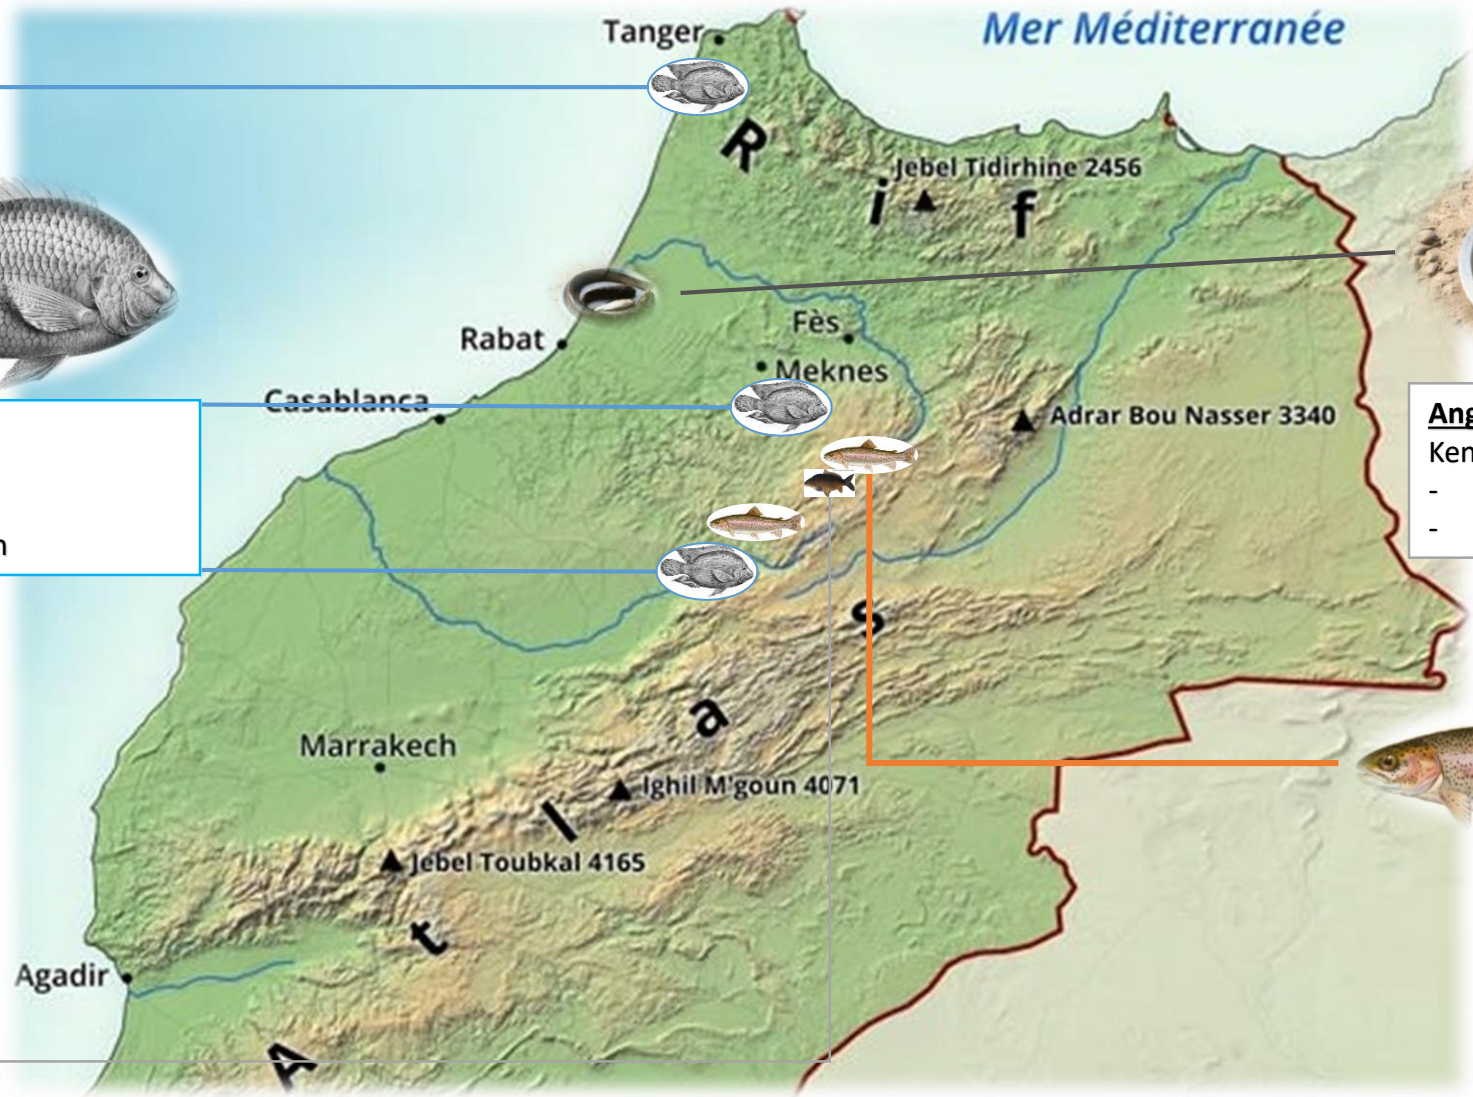 Mer Méditerranée
Tanger
R
i
f
Jebel Tidirhine 2456
Fès
Rabat
Meknes
Casablanca
Adrar Bou Nasser 3340
Ken
-
-
s
a
Marrakech
Ighil M'goun 4071
l
Jebel Toubkal 4165
t
Agadir
A